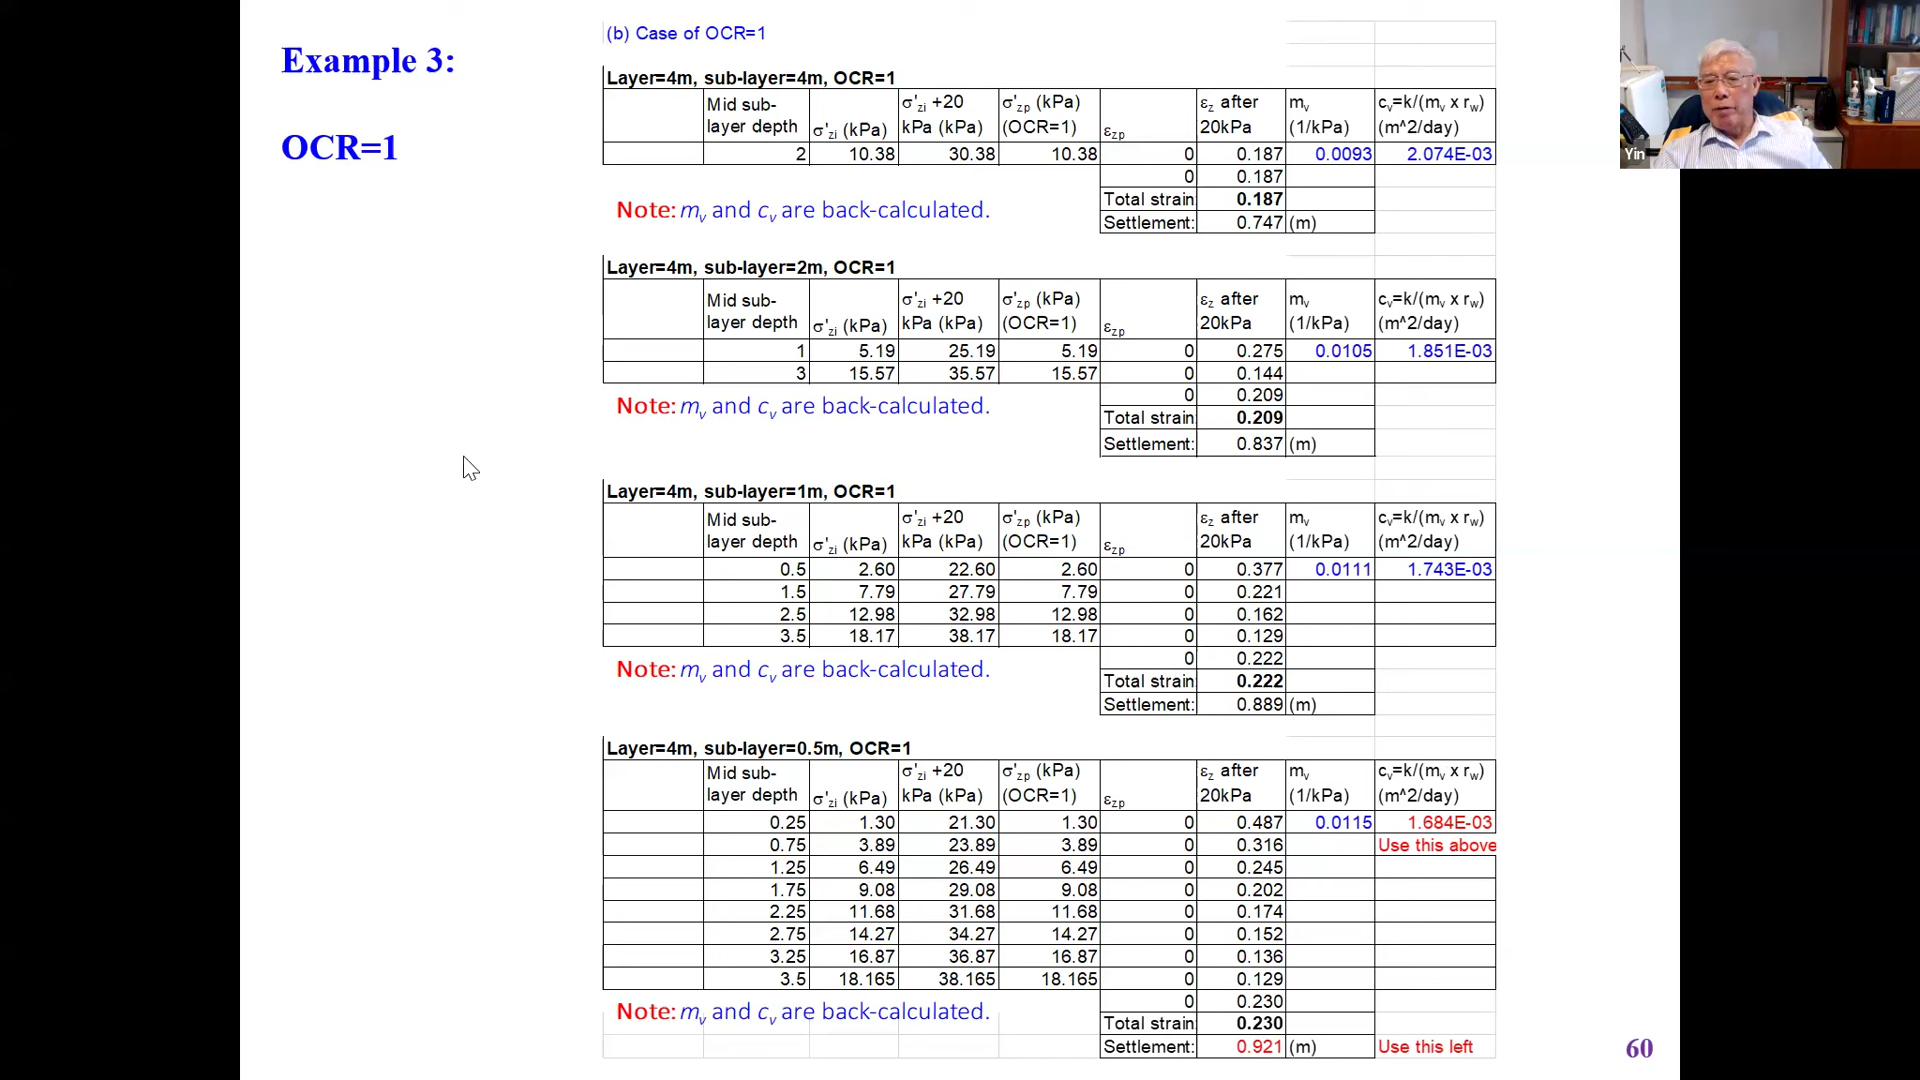 Example 3:
OCR=1
(b) Case of OCR=1
Layer=4m, sub-layer=4m, OCR=1
Mid sub-layer depth σ'zi (kPa) σ'zi +20 kPa (kPa) σ'zp (kPa) (OCR=1) εzp εz after 20kPa mv (1/kPa) cv=k/(mv x rw) (m^2/day)
2 10.38 30.38 10.38 0 0.187 0.0093 2.074E-03
0 0.187
Total strain 0.187
Settlement: 0.747 (m)
Note: mv and cv are back-calculated.
Layer=4m, sub-layer=2m, OCR=1
Mid sub-layer depth σ'zi (kPa) σ'zi +20 kPa (kPa) σ'zp (kPa) (OCR=1) εzp εz after 20kPa mv (1/kPa) cv=k/(mv x rw) (m^2/day)
1 5.19 25.19 5.19 0 0.275 0.0105 1.851E-03
3 15.57 35.57 15.57 0 0.144
0 0.209
Total strain 0.209
Settlement: 0.837 (m)
Note: mv and cv are back-calculated.
Layer=4m, sub-layer=1m, OCR=1
Mid sub-layer depth σ'zi (kPa) σ'zi +20 kPa (kPa) σ'zp (kPa) (OCR=1) εzp εz after 20kPa mv (1/kPa) cv=k/(mv x rw) (m^2/day)
0.5 2.60 22.60 2.60 0 0.377 0.0111 1.743E-03
1.5 7.79 27.79 7.79 0 0.221
2.5 12.98 32.98 12.98 0 0.162
3.5 18.17 38.17 18.17 0 0.129
0 0.222
Total strain 0.222
Settlement: 0.889 (m)
Note: mv and cv are back-calculated.
Layer=4m, sub-layer=0.5m, OCR=1
Mid sub-layer depth σ'zi (kPa) σ'zi +20 kPa (kPa) σ'zp (kPa) (OCR=1) εzp εz after 20kPa mv (1/kPa) cv=k/(mv x rw) (m^2/day)
0.25 1.30 21.30 1.30 0 0.487 0.0115 1.684E-03
0.75 3.89 23.89 3.89 0 0.316 Use this above
1.25 6.49 26.49 6.49 0 0.245
1.75 9.08 29.08 9.08 0 0.202
2.25 11.68 31.68 11.68 0 0.174
2.75 14.27 34.27 14.27 0 0.152
3.25 16.87 36.87 16.87 0 0.136
3.5 18.165 38.165 18.165 0 0.129
0 0.230
Total strain 0.230
Settlement: 0.921 (m) Use this left
Note: mv and cv are back-calculated.
60
Yin